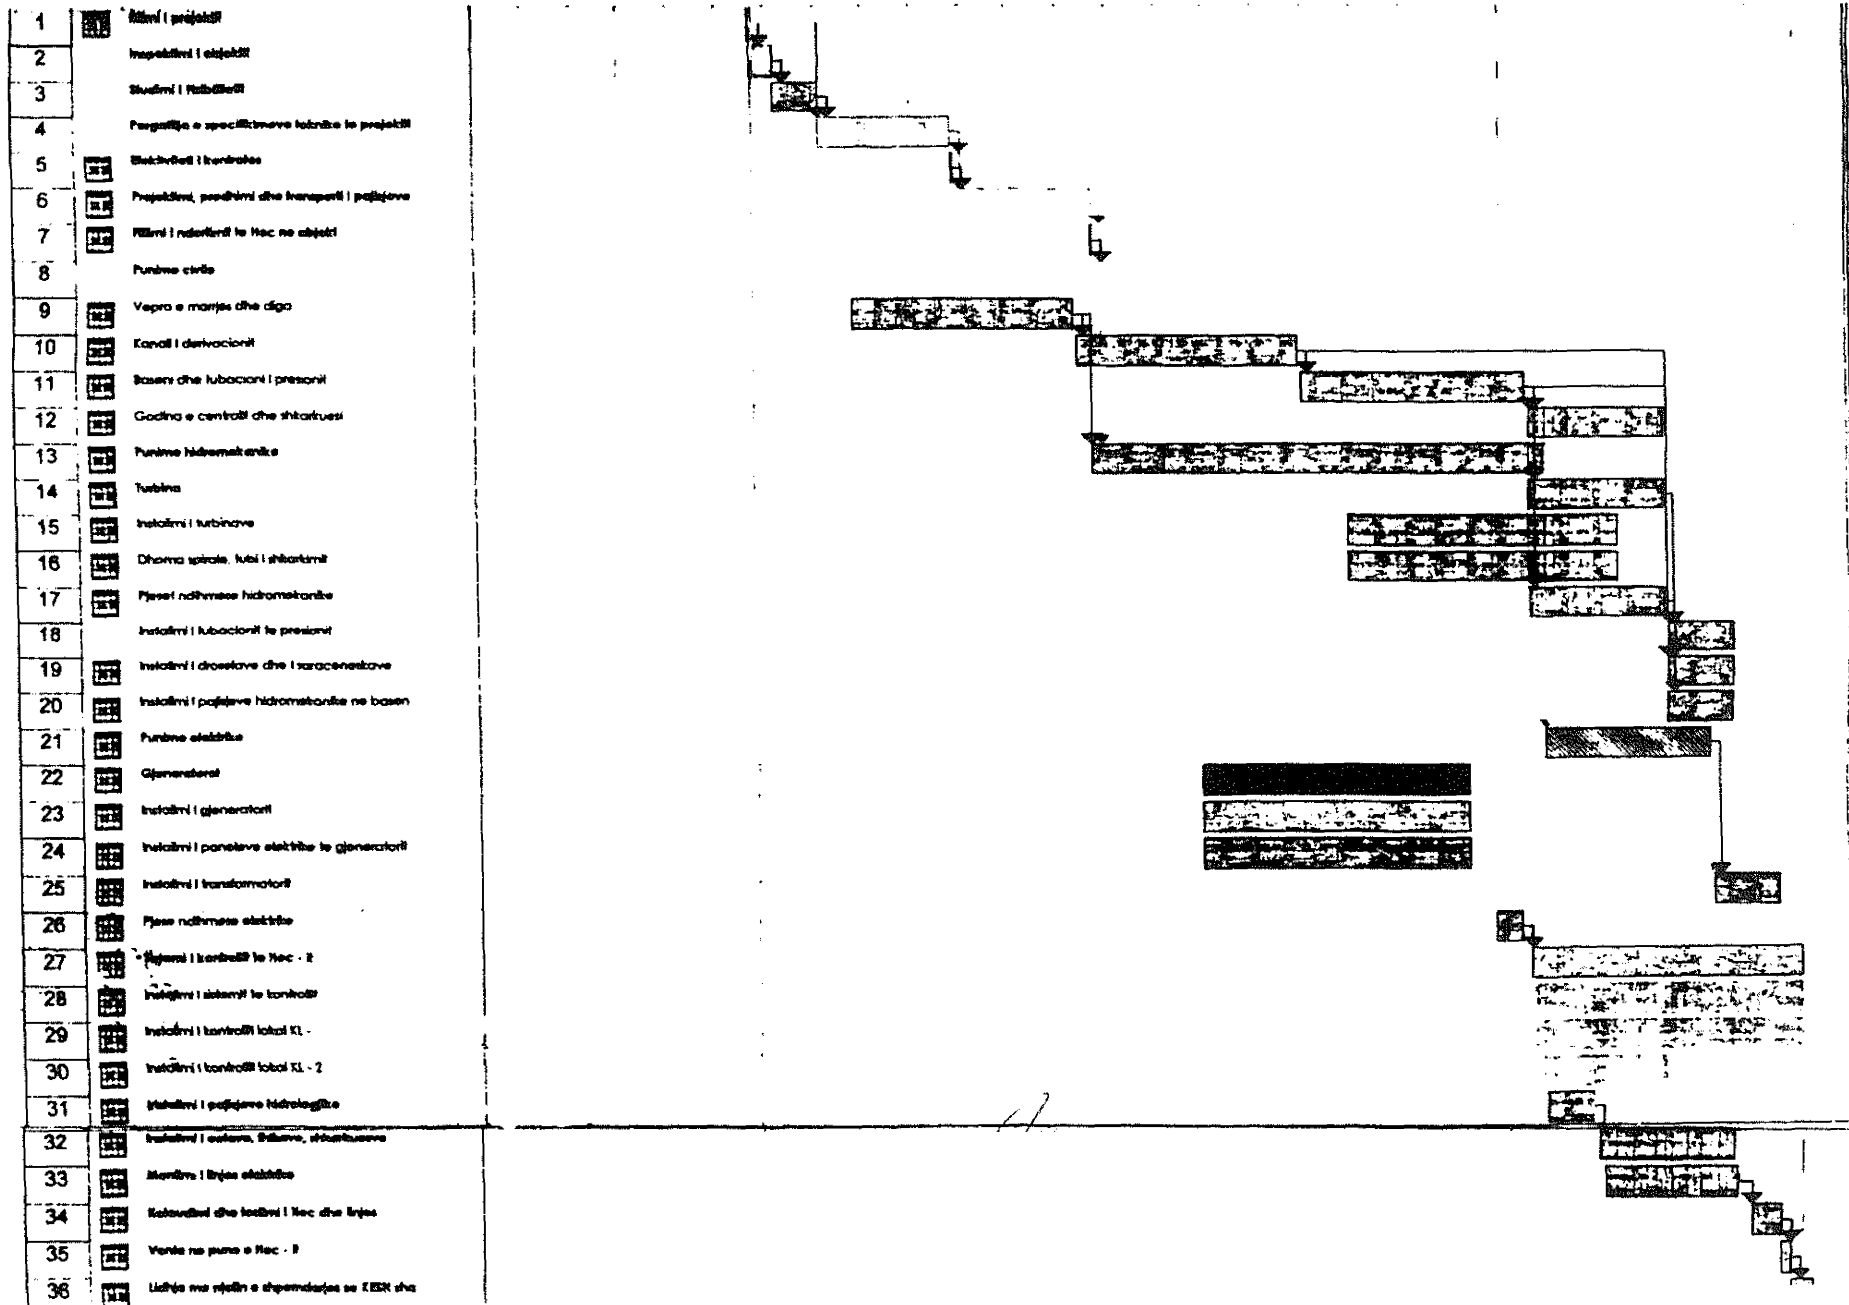 1 Fillimi i projektit
2 Inspektimi i objektit
3 Studimi i fisibilitetit
4 Pergatitja e specifikimeve teknike te projektit
5 Efektiviteti i kontrates
6 Projektimi, prodhimi dhe transporti i pajisjeve
7 Fillimi i ndertimit te Hec ne objekt
8 Punime civile
9 Vepra e marrjes dhe diga
10 Kanali i derivacionit
11 Baseni dhe tubacioni i presionit
12 Godina e centralit dhe shkarkuesi
13 Punime hidromekanike
14 Turbina
15 Instalimi i turbinave
16 Dhoma spirale, tubi i shkarkimit
17 Pjeset ndihmese hidromekanike
18 Instalimi i tubacionit te presionit
19 Instalimi i droselave dhe i saracineskave
20 Instalimi i pajisjeve hidromekanike ne basen
21 Punime elektrike
22 Gjeneratorat
23 Instalimi i gjeneratorit
24 Instalimi i paneleve elektrike te gjeneratorit
25 Instalimi i transformatorit
26 Pjese ndihmese elektrike
27 Sistemi i kontrollit te Hec -
28 Instalimi i sistemit te kontrollit
29 Instalimi i kontrollit lokal KL -
30 Instalimi i kontrollit lokal KL - 2
31 Instalimi i pajisjeve hidrologjike
32 Instalimi i shkarkuesve
33 Montimi i linjes elektrike
34 Kolaudimi dhe testimi i Hec dhe linjes
35 Venia ne pune e Hec -
36 Lidhja me rrjetin e shperndarjes se KESH sha